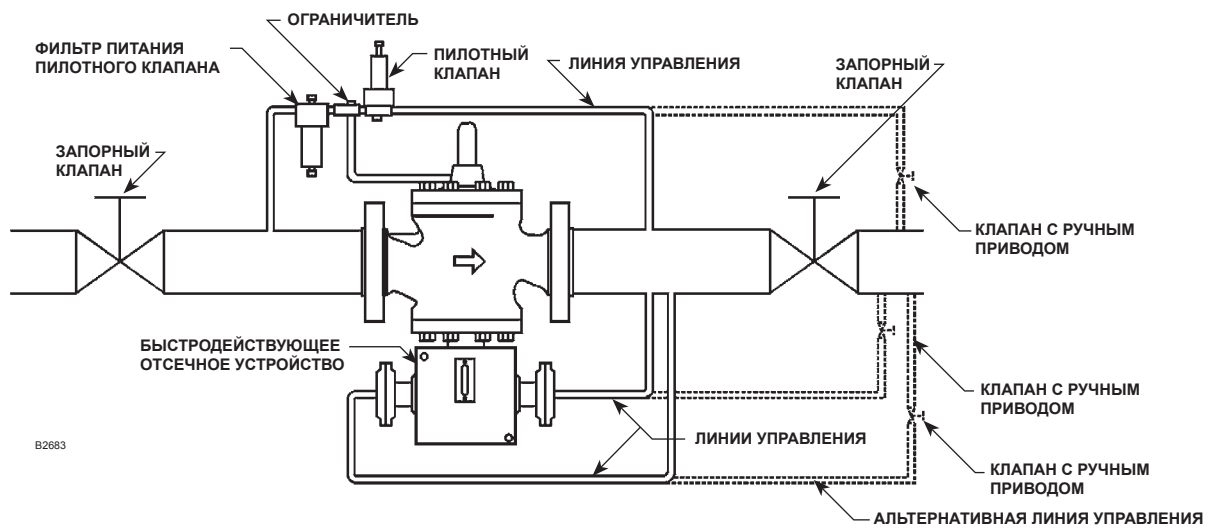 ОГРАНИЧИТЕЛЬ
ФИЛЬТР ПИТАНИЯ
ПИЛОТНОГО КЛАПАНА
ПИЛОТНЫЙ
КЛАПАН
ЛИНИЯ УПРАВЛЕНИЯ
ЗАПОРНЫЙ
КЛАПАН
ЗАПОРНЫЙ
КЛАПАН
КЛАПАН С РУЧНЫМ
ПРИВОДОМ
БЫСТРОДЕЙСТВУЮЩЕЕ
ОТСЕЧНОЕ УСТРОЙСТВО
КЛАПАН С РУЧНЫМ
ПРИВОДОМ
ЛИНИИ УПРАВЛЕНИЯ
B2683
КЛАПАН С РУЧНЫМ
ПРИВОДОМ
АЛЬТЕРНАТИВНАЯ ЛИНИЯ УПРАВЛЕНИЯ